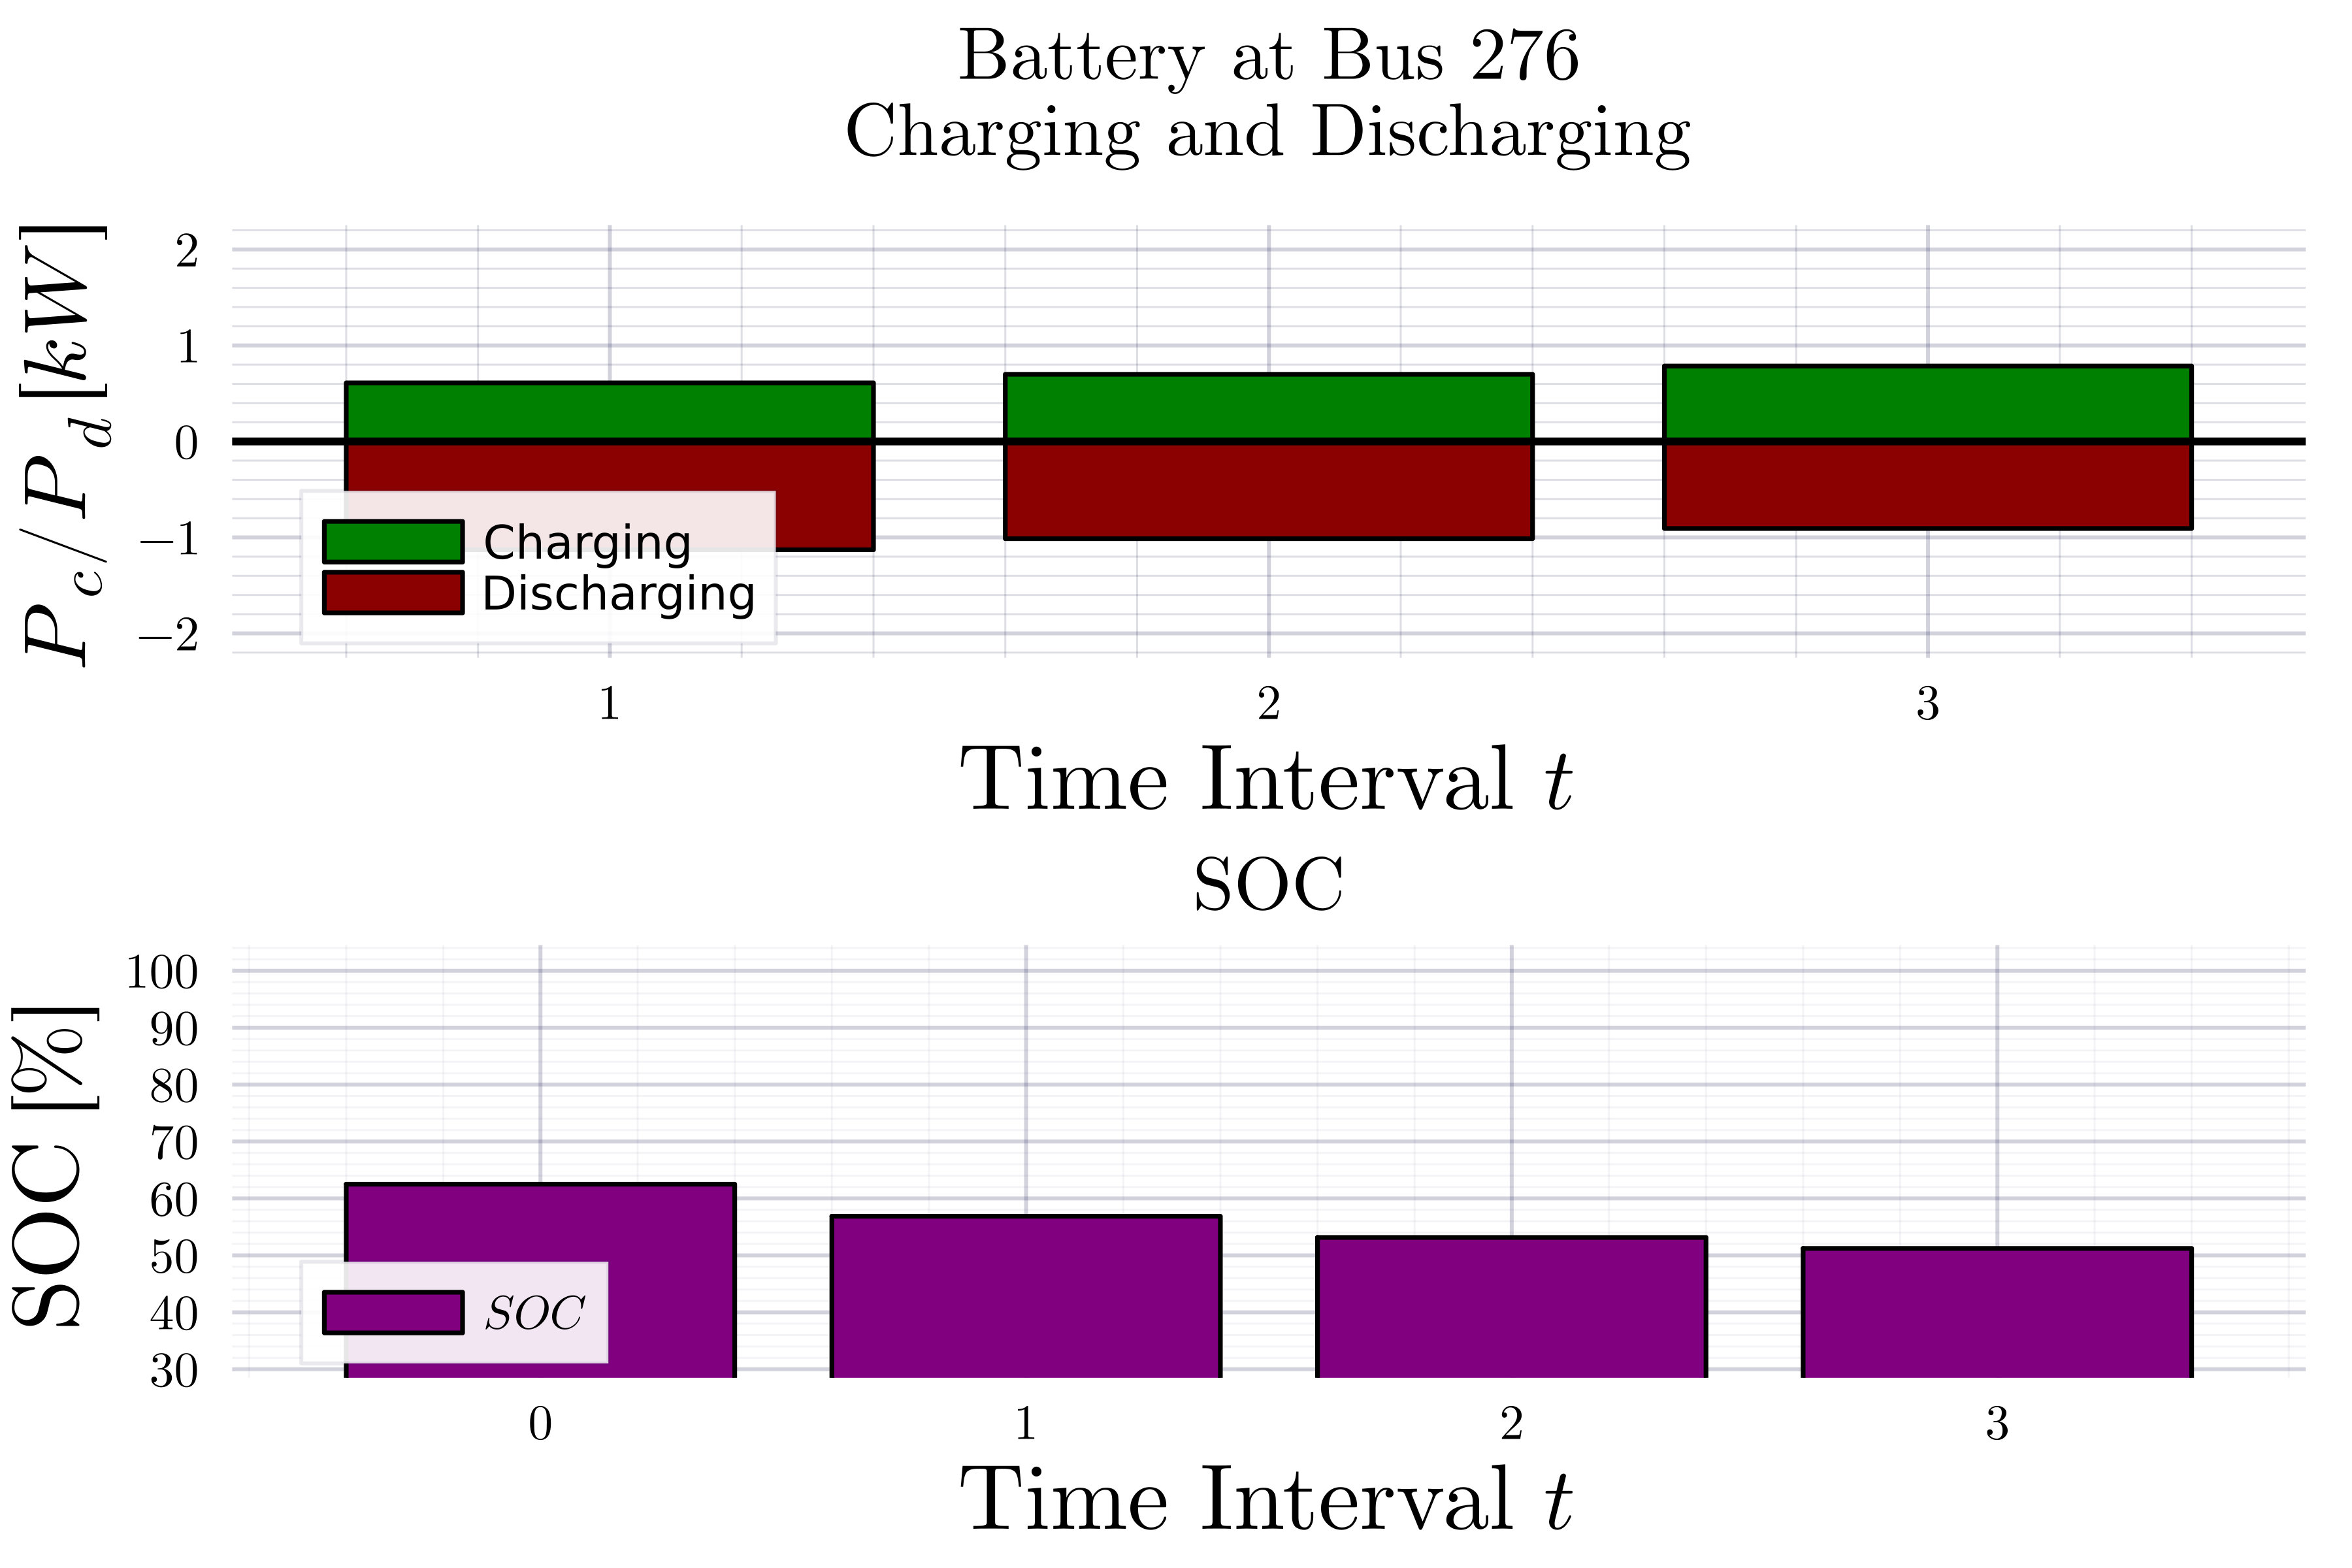 Battery at Bus 276
Charging and Discharging
P_c/P_d [kW]
2
1
0
−1
−2
Charging
Discharging
1 2 3
Time Interval t
SOC
SOC [%]
100
90
80
70
60
50
40
30
SOC
0 1 2 3
Time Interval t